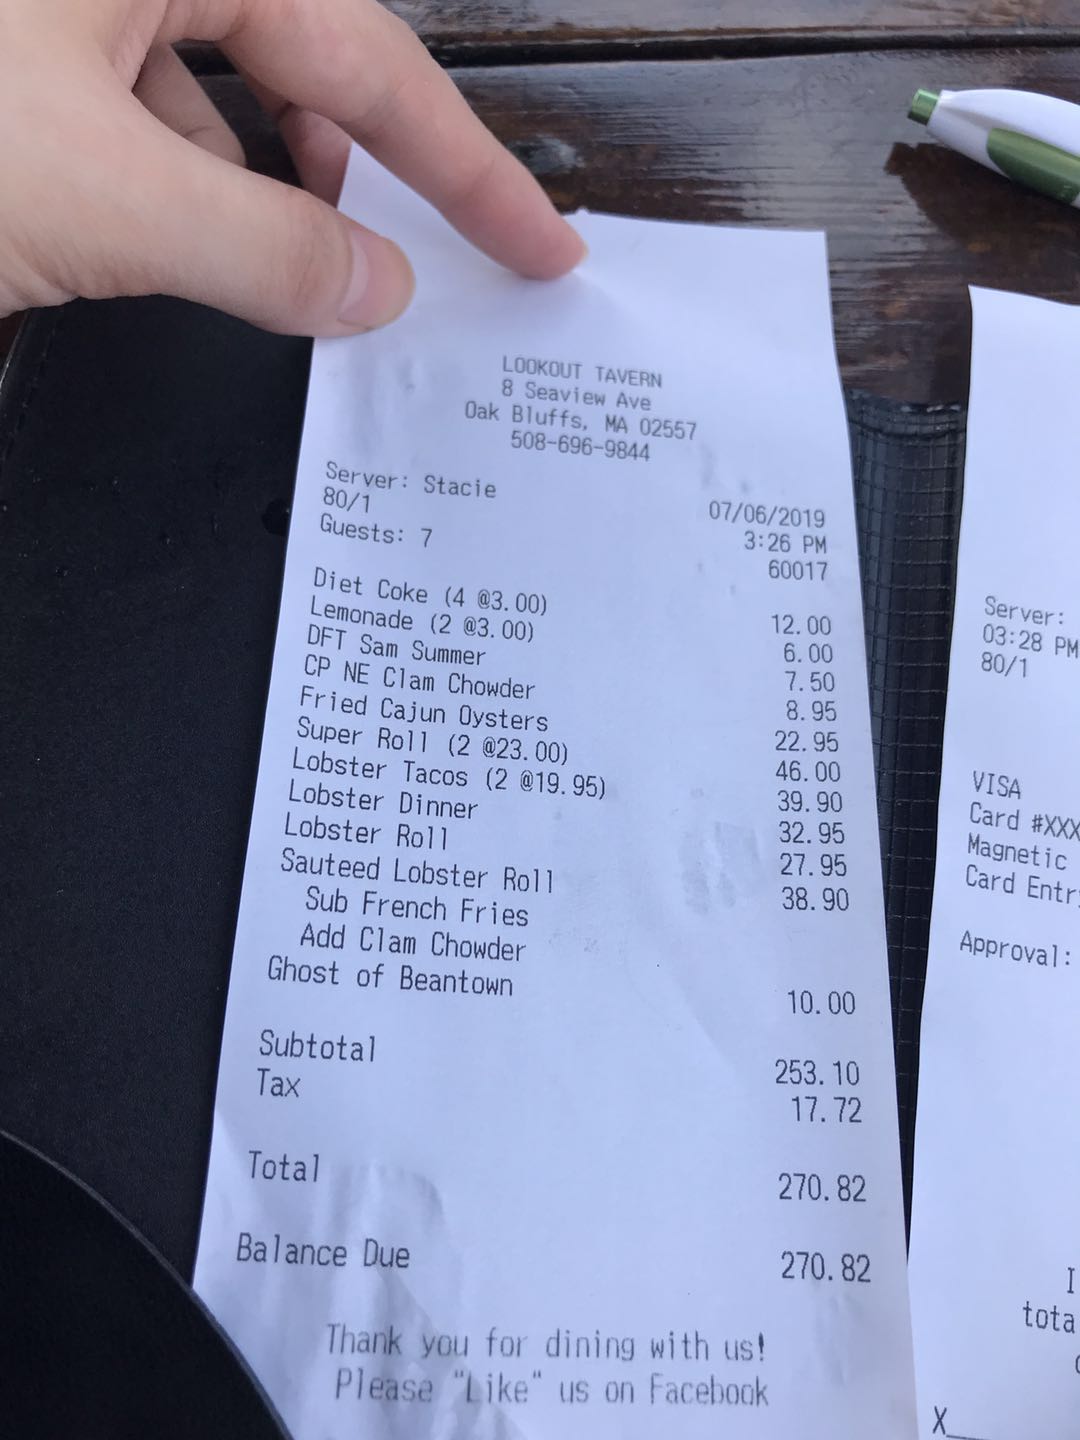 LOOKOUT TAVERN
8 Seaview Ave
Oak Bluffs, MA 02557
508-696-9844
Server: Stacie 07/06/2019
80/1 3:26 PM
Guests: 7 60017
Diet Coke (4 @3.00) 12.00
Lemonade (2 @3.00) 6.00
DFT Sam Summer 7.50
CP NE Clam Chowder 8.95
Fried Cajun Oysters 22.95
Super Roll (2 @23.00) 46.00
Lobster Tacos (2 @19.95) 39.90
Lobster Dinner 32.95
Lobster Roll 27.95
Sauteed Lobster Roll 38.90
Sub French Fries
Add Clam Chowder
Ghost of Beantown 10.00
Subtotal 253.10
Tax 17.72
Total 270.82
Balance Due 270.82
Thank you for dining with us!
Please "Like" us on Facebook
Server:
03:28 PM
80/1
VISA
Card #XXX
Magnetic
Card Entr
Approval:
I
tota
X